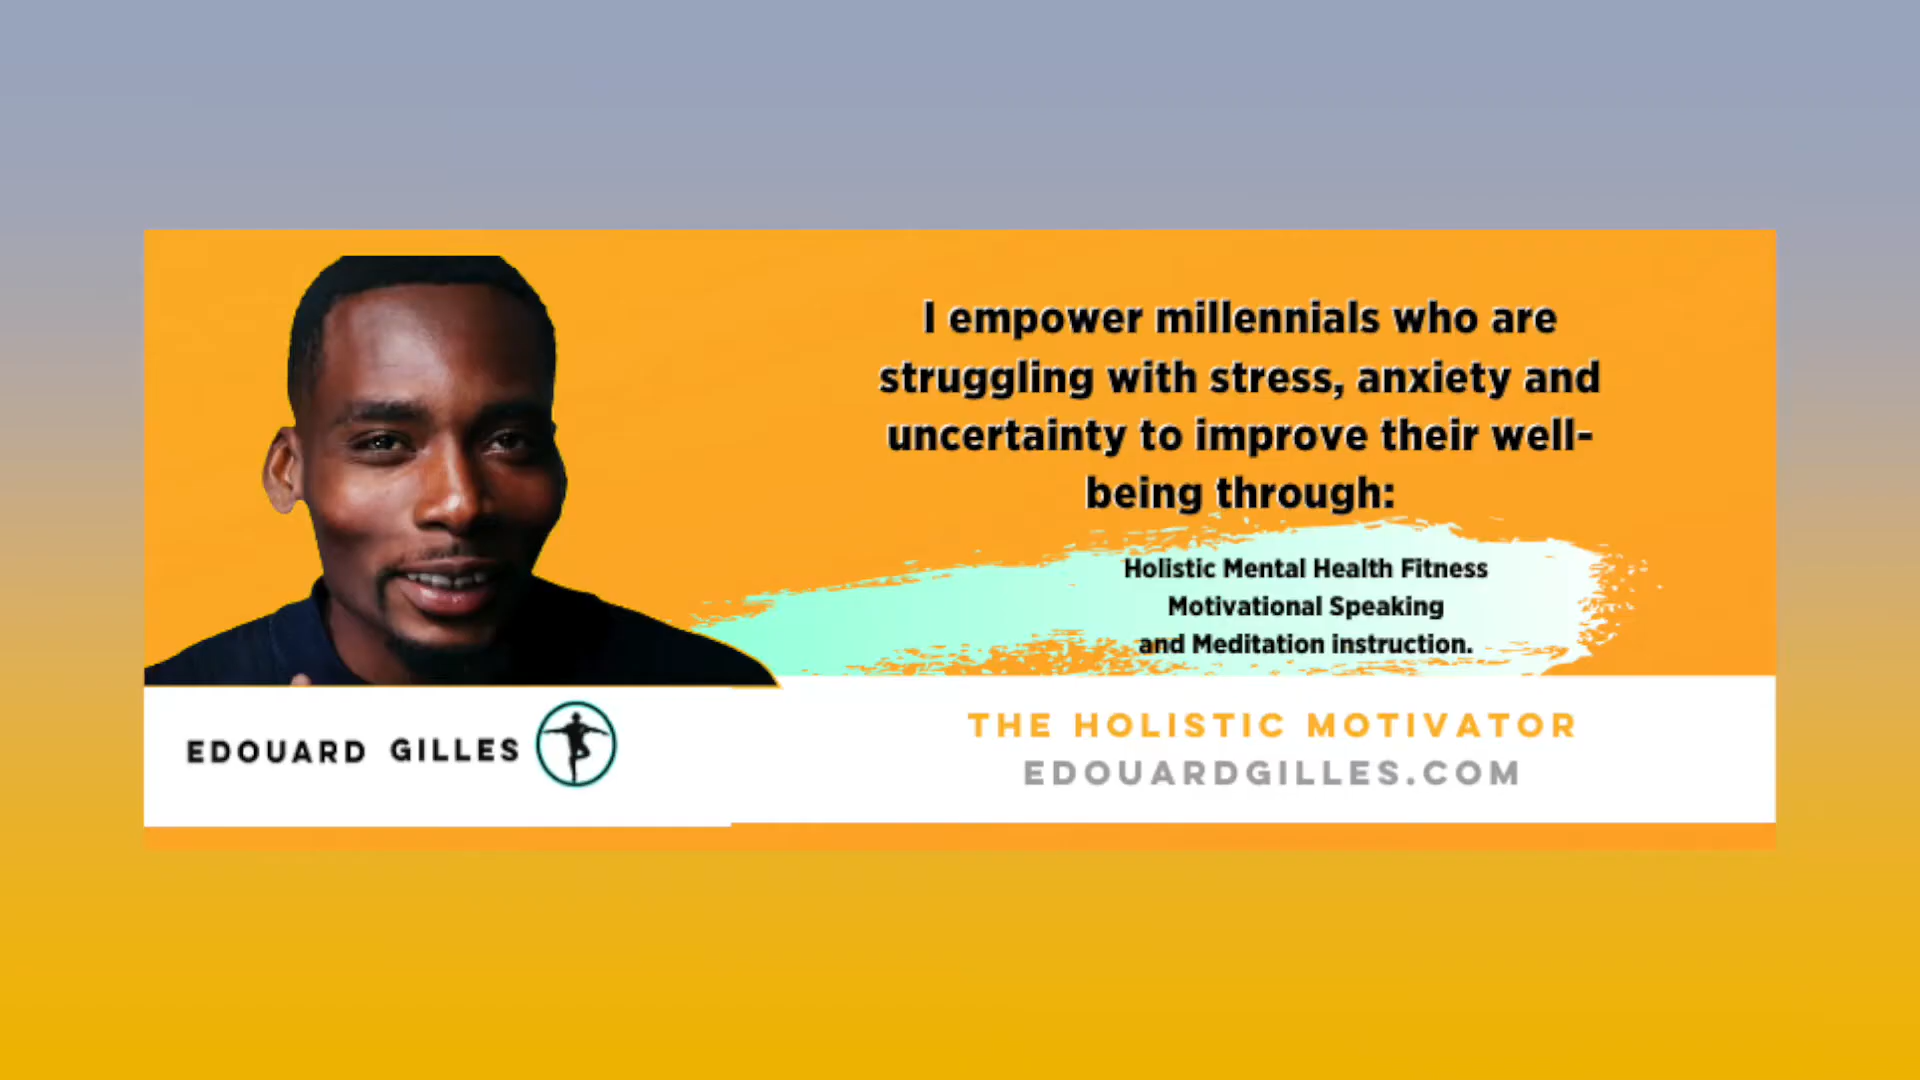 I empower millennials who are
struggling with stress, anxiety and
uncertainty to improve their well-
being through:
Holistic Mental Health Fitness
Motivational Speaking
and Meditation instruction.
EDOUARD GILLES
THE HOLISTIC MOTIVATOR
EDOUARDGILLES.COM